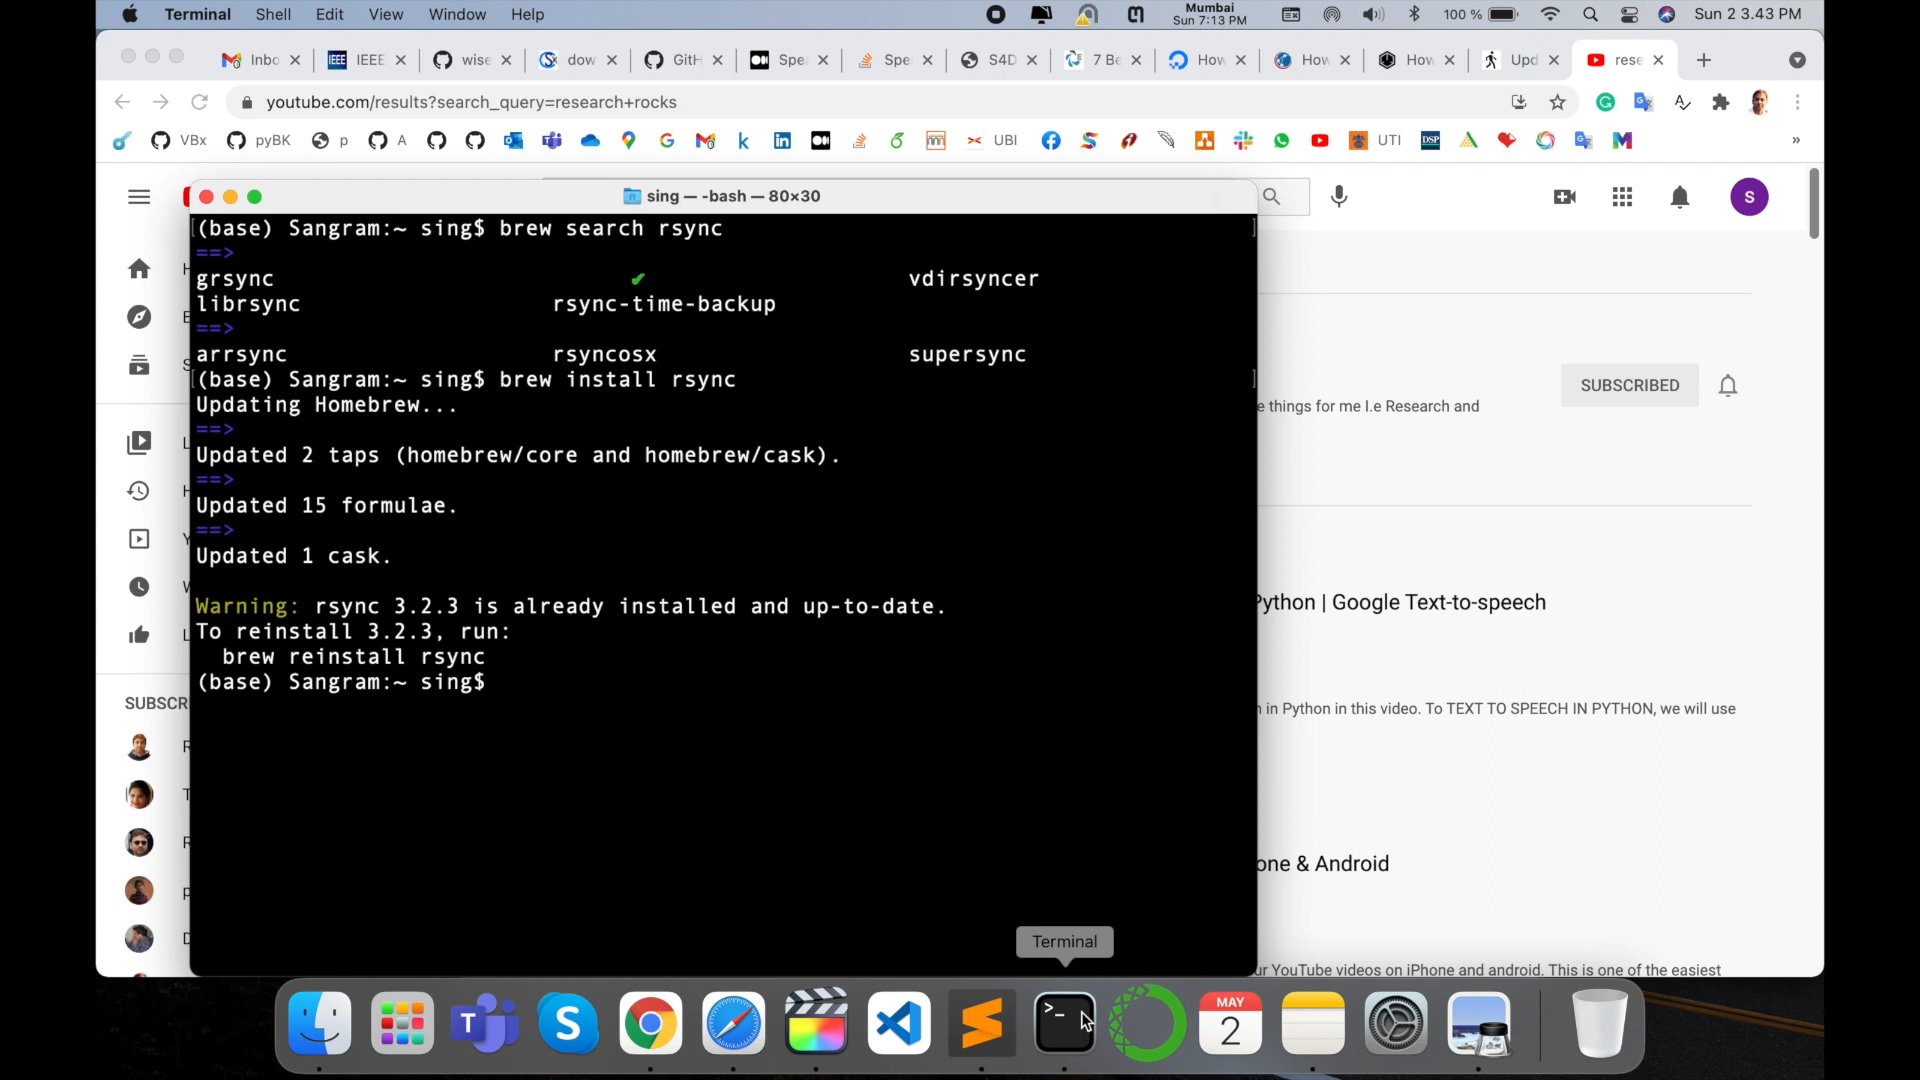 Terminal Shell Edit View Window Help
Mumbai
Sun 7:13 PM
100 %
Sun 2 3.43 PM
Inbo IEEE wise dow GitH Spe Spe S4D 7 Be How How How Upd rese
youtube.com/results?search_query=research+rocks
VBx pyBK p A UBI UTI DSP
sing — -bash — 80×30
S
(base) Sangram:~ sing$ brew search rsync
==>
grsync ✔ vdirsyncer
librsync rsync-time-backup
==>
arrsync rsyncosx supersync
(base) Sangram:~ sing$ brew install rsync
Updating Homebrew...
==>
Updated 2 taps (homebrew/core and homebrew/cask).
==>
Updated 15 formulae.
==>
Updated 1 cask.
Warning: rsync 3.2.3 is already installed and up-to-date.
To reinstall 3.2.3, run:
brew reinstall rsync
(base) Sangram:~ sing$
SUBSCRIBED
e things for me I.e Research and
Python | Google Text-to-speech
in Python in this video. To TEXT TO SPEECH IN PYTHON, we will use
one & Android
ur YouTube videos on iPhone and android. This is one of the easiest
SUBSCR
Terminal
MAY
2